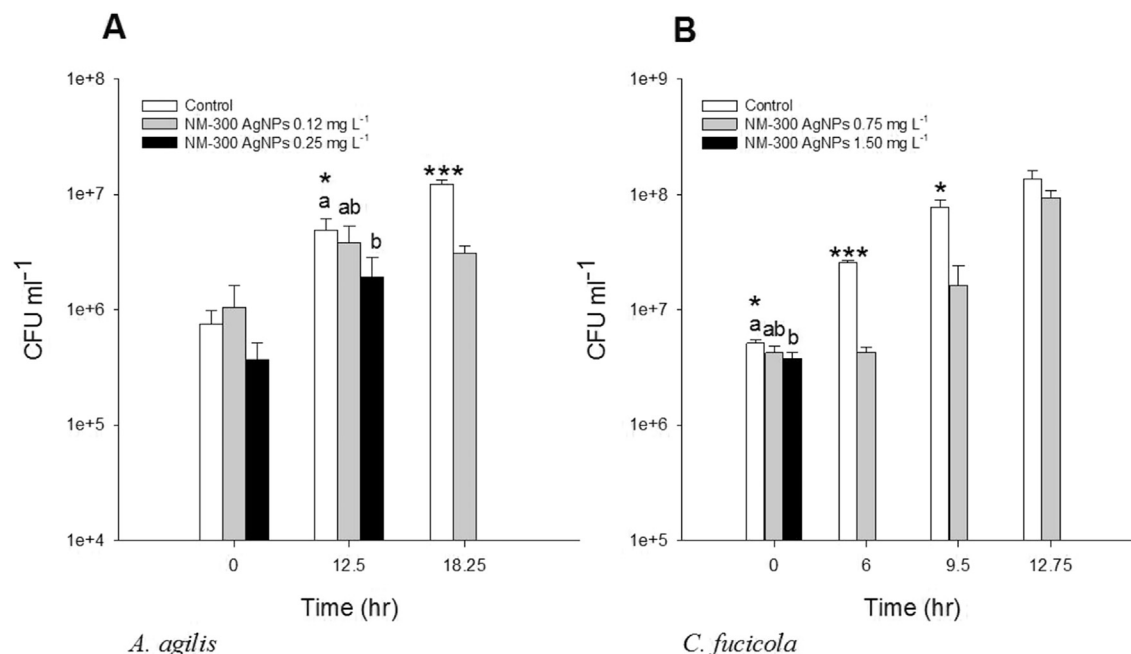 A
1e+8
1e+7
1e+6
1e+5
1e+4
CFU ml⁻¹
Control
NM-300 AgNPs 0.12 mg L⁻¹
NM-300 AgNPs 0.25 mg L⁻¹
*
a
ab
b
***
0
12.5
18.25
Time (hr)
A. agilis
B
1e+9
1e+8
1e+7
1e+6
1e+5
CFU ml⁻¹
Control
NM-300 AgNPs 0.75 mg L⁻¹
NM-300 AgNPs 1.50 mg L⁻¹
*
a
ab
b
***
*
0
6
9.5
12.75
Time (hr)
C. fucicola